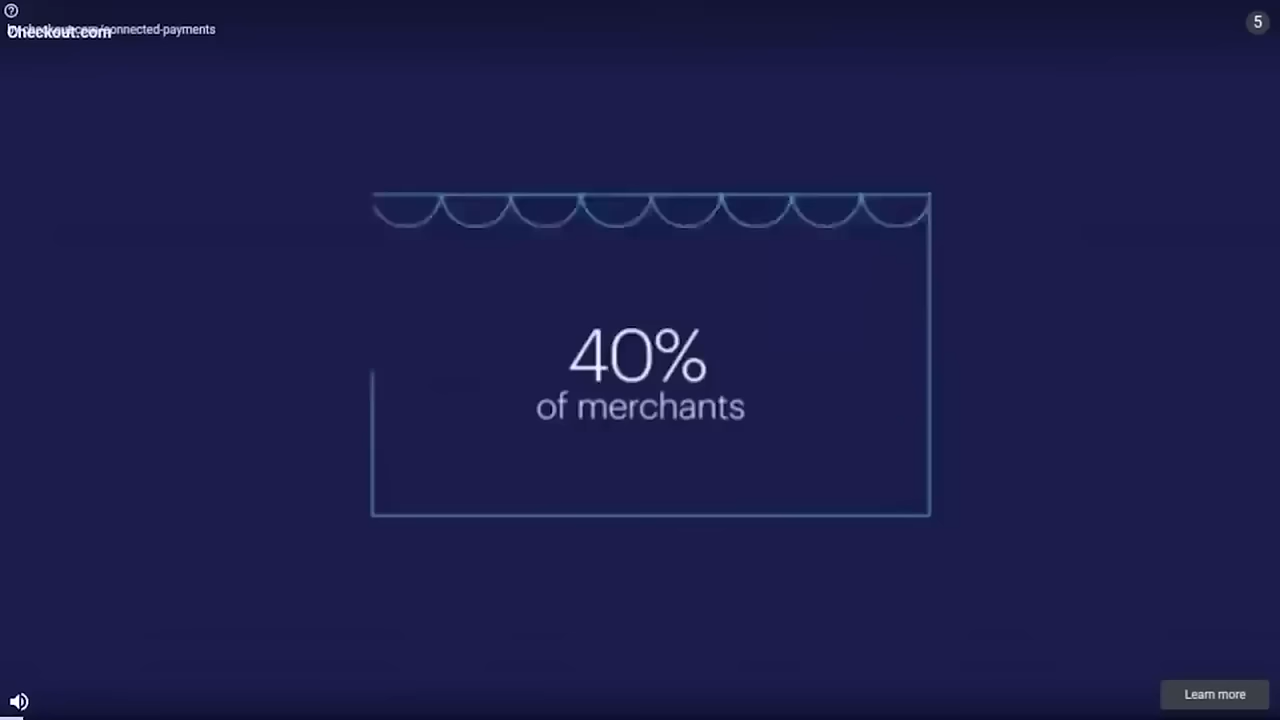 Checkout.com
connected-payments
5
40%
of merchants
Learn more